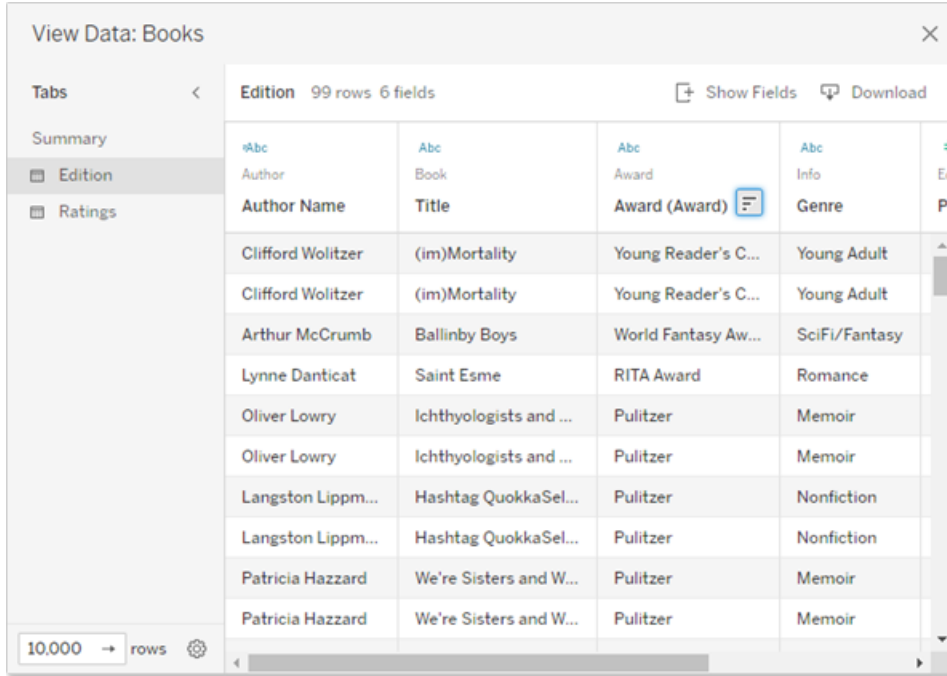 View Data: Books
Tabs
Edition 99 rows 6 fields Show Fields Download
Summary
Edition
Ratings
Abc Abc Abc Abc
Author Book Award Info
Author Name Title Award (Award) Genre P
Clifford Wolitzer (im)Mortality Young Reader's C... Young Adult
Clifford Wolitzer (im)Mortality Young Reader's C... Young Adult
Arthur McCrumb Ballinby Boys World Fantasy Aw... SciFi/Fantasy
Lynne Danticat Saint Esme RITA Award Romance
Oliver Lowry Ichthyologists and ... Pulitzer Memoir
Oliver Lowry Ichthyologists and ... Pulitzer Memoir
Langston Lippm... Hashtag QuokkaSel... Pulitzer Nonfiction
Langston Lippm... Hashtag QuokkaSel... Pulitzer Nonfiction
Patricia Hazzard We're Sisters and W... Pulitzer Memoir
Patricia Hazzard We're Sisters and W... Pulitzer Memoir
10,000 → rows